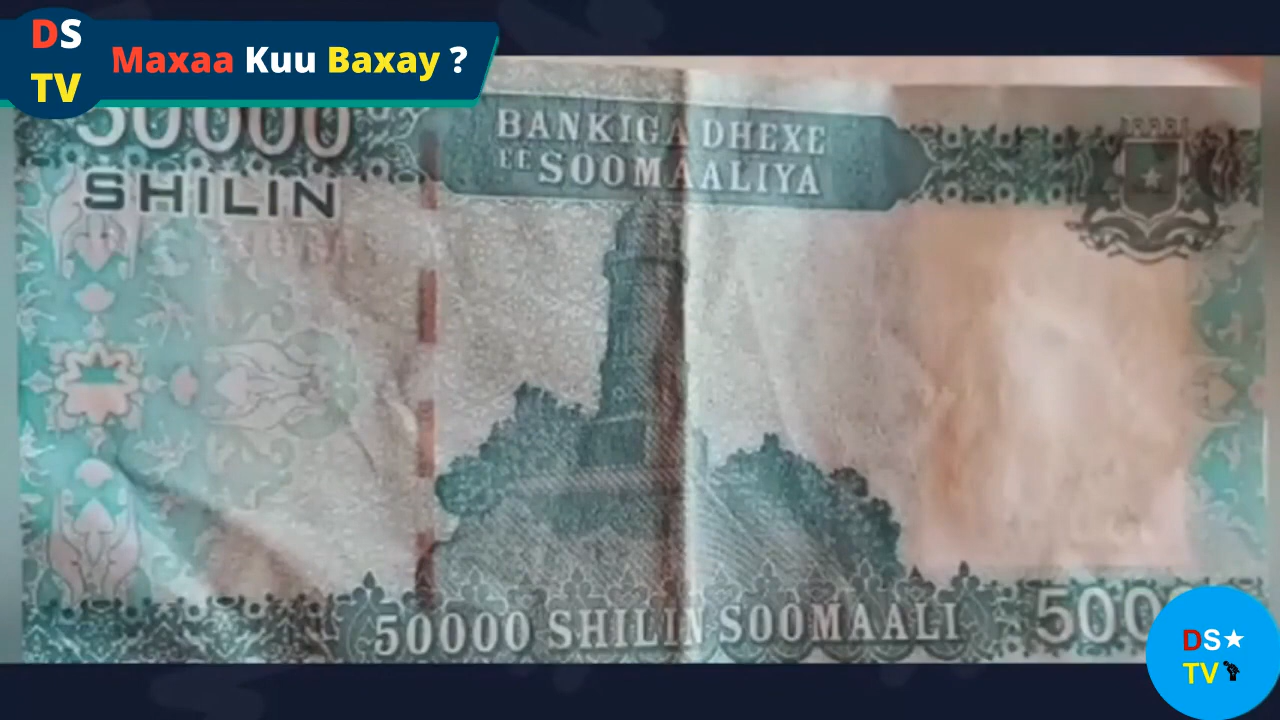 DS
TV
Maxaa Kuu Baxay ?
50000
SHILIN
BANKIGA DHEXE
EE SOOMAALIYA
50000 SHILIN SOOMAALI
DS
TV